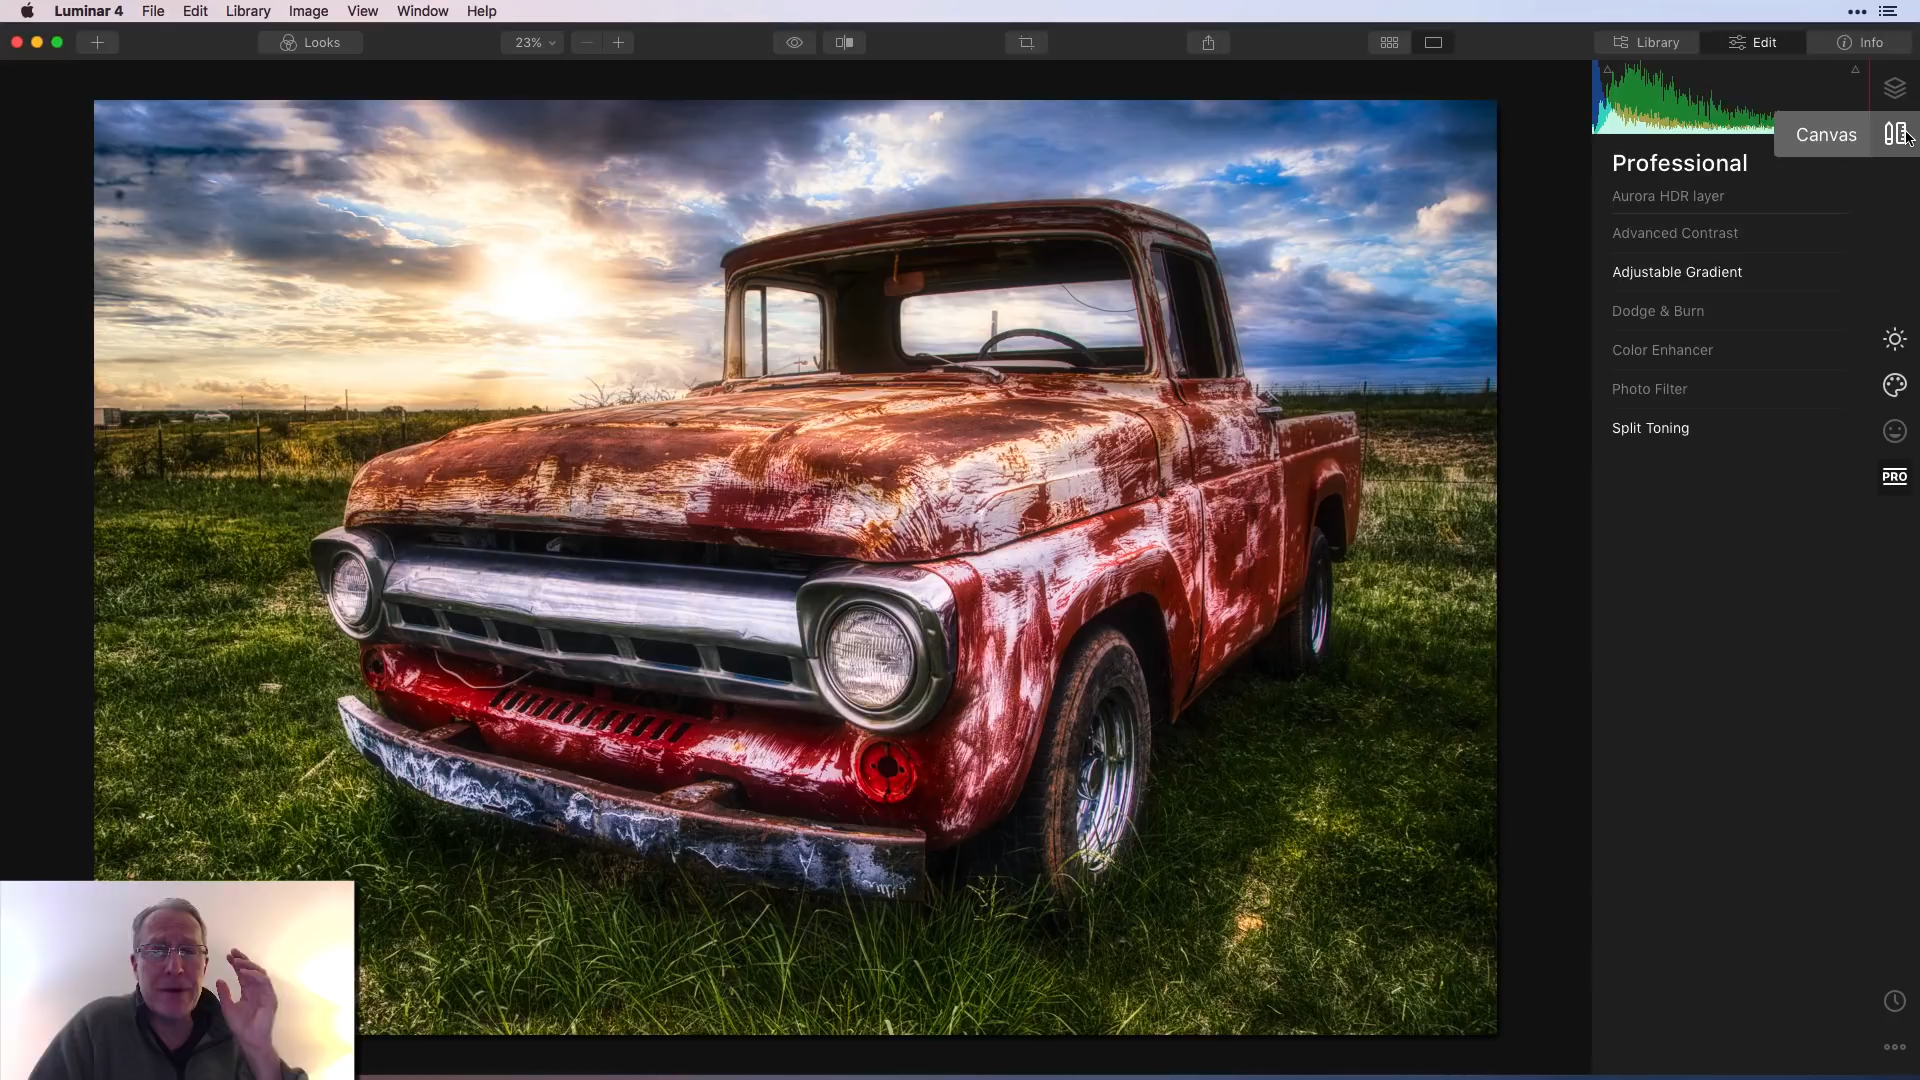 Luminar 4 File Edit Library Image View Window Help
Looks 23% Library Edit Info
Canvas
Professional
Aurora HDR layer
Advanced Contrast
Adjustable Gradient
Dodge & Burn
Color Enhancer
Photo Filter
Split Toning
PRO